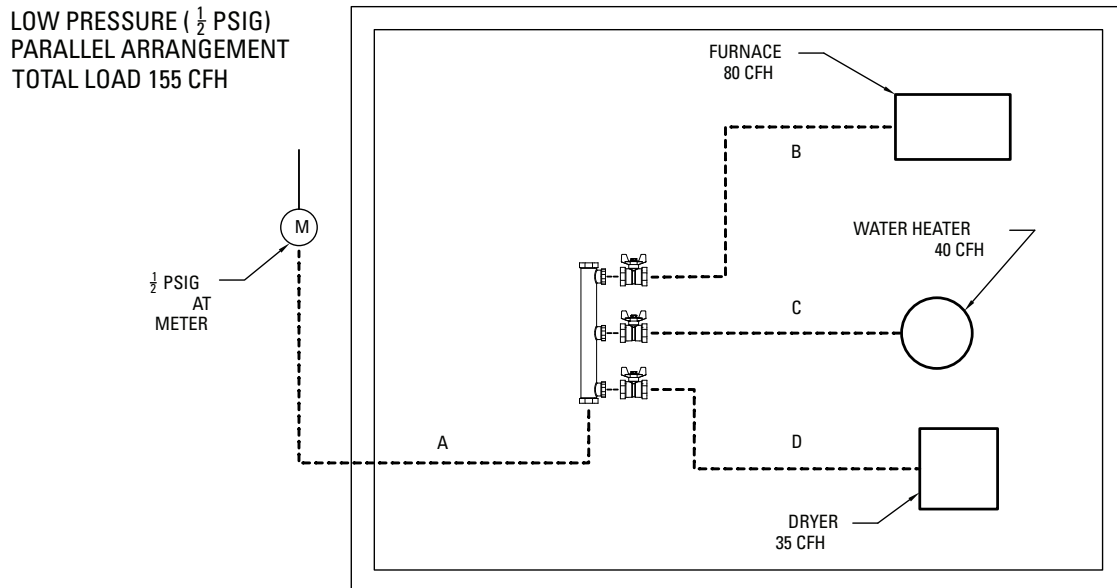 LOW PRESSURE ( 1/2 PSIG)
PARALLEL ARRANGEMENT
TOTAL LOAD 155 CFH
FURNACE
80 CFH
B
M
WATER HEATER
40 CFH
1/2 PSIG
AT
METER
C
A
D
DRYER
35 CFH